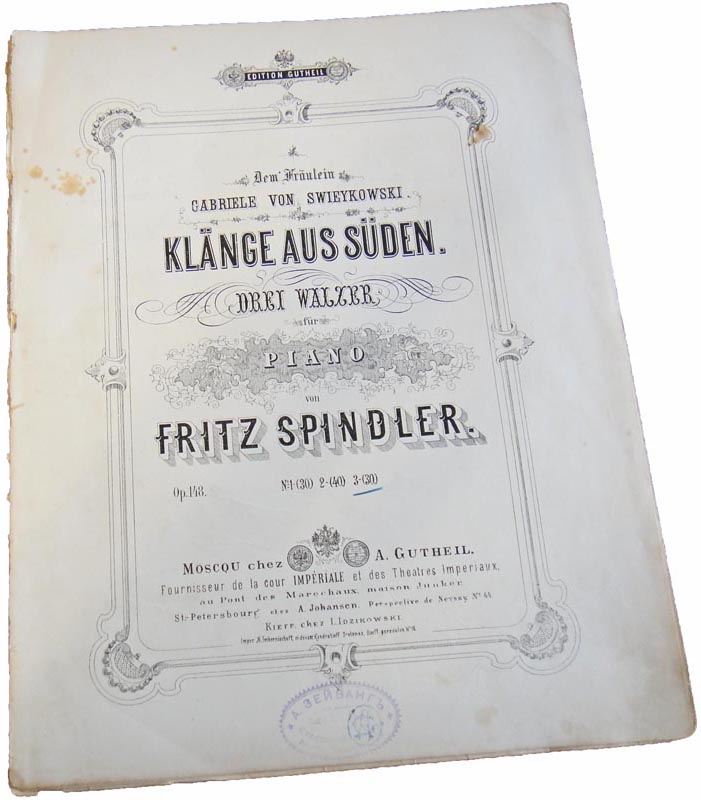 EDITION GUTHEIL
Dem Fräulein
GABRIELE VON SWIEYKOWSKI.
KLÄNGE AUS SÜDEN.
DREI WALZER
für
PIANO
von
FRITZ SPINDLER.
Op. 148. No. 1-(30) 2-(40) 3-(30)
MOSCOU chez A. GUTHEIL.
Fournisseur de la cour IMPÉRIALE et des Theatres Impériaux,
au Pont des Marechaux, maison Junker
St. Petersbourg chez A. Johansen, Perspective de Nevsky No. 44.
KIEFF, CHEZ L. IDZIKOWSKI.
А. ЗЕЙВАНГЪ